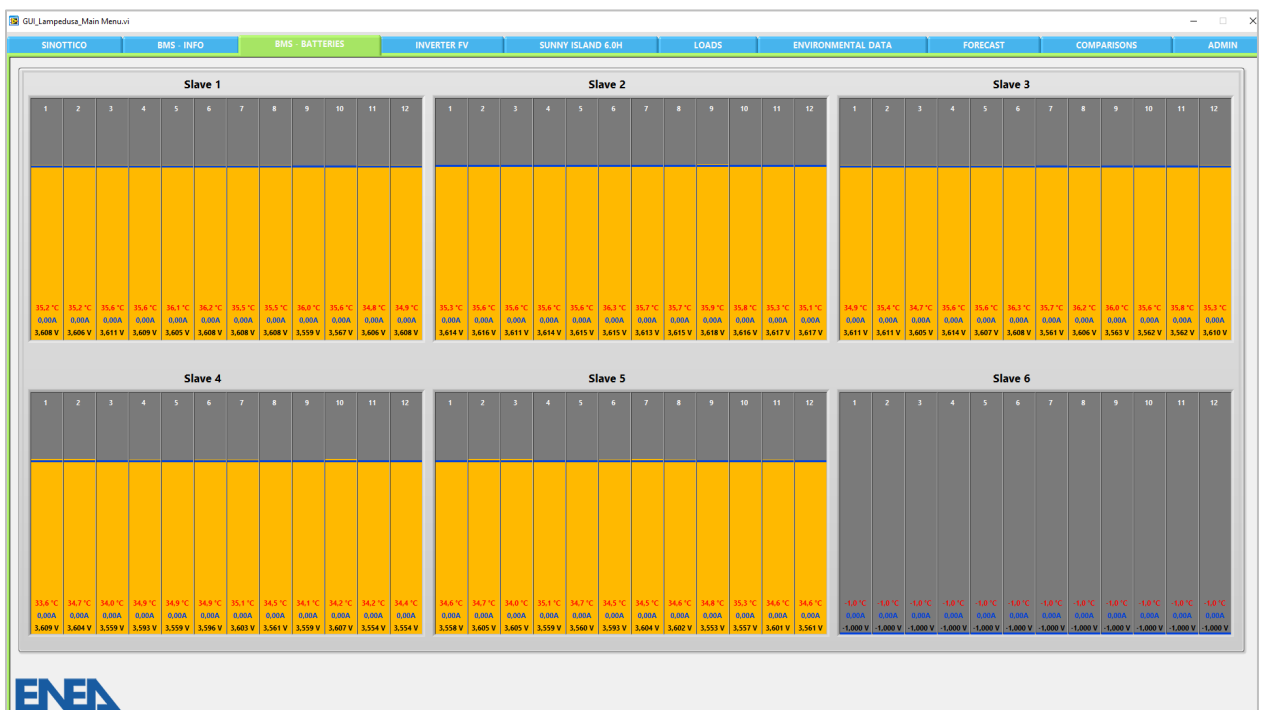 GUI_Lampedusa_Main Menu.vi
SINOTTICO BMS - INFO BMS - BATTERIES INVERTER FV SUNNY ISLAND 6.0H LOADS ENVIRONMENTAL DATA FORECAST COMPARISONS ADMIN
Slave 1 Slave 2 Slave 3
1 2 3 4 5 6 7 8 9 10 11 12 1 2 3 4 5 6 7 8 9 10 11 12 1 2 3 4 5 6 7 8 9 10 11 12
35,2 °C 35,2 °C 35,6 °C 35,6 °C 36,1 °C 36,2 °C 35,5 °C 35,5 °C 36,0 °C 35,6 °C 34,8 °C 34,9 °C 35,3 °C 35,6 °C 35,6 °C 35,6 °C 35,6 °C 36,3 °C 35,7 °C 35,7 °C 35,9 °C 35,8 °C 35,3 °C 35,1 °C 34,9 °C 35,4 °C 34,7 °C 35,6 °C 35,6 °C 36,3 °C 35,7 °C 36,2 °C 36,0 °C 35,6 °C 35,8 °C 35,3 °C
0,00A 0,00A 0,00A 0,00A 0,00A 0,00A 0,00A 0,00A 0,00A 0,00A 0,00A 0,00A 0,00A 0,00A 0,00A 0,00A 0,00A 0,00A 0,00A 0,00A 0,00A 0,00A 0,00A 0,00A 0,00A 0,00A 0,00A 0,00A 0,00A 0,00A 0,00A 0,00A 0,00A 0,00A 0,00A 0,00A
3,608 V 3,606 V 3,611 V 3,609 V 3,605 V 3,608 V 3,608 V 3,608 V 3,559 V 3,567 V 3,606 V 3,608 V 3,614 V 3,616 V 3,611 V 3,614 V 3,615 V 3,615 V 3,613 V 3,615 V 3,618 V 3,616 V 3,617 V 3,617 V 3,611 V 3,611 V 3,605 V 3,614 V 3,607 V 3,608 V 3,561 V 3,606 V 3,563 V 3,562 V 3,562 V 3,610 V
Slave 4 Slave 5 Slave 6
1 2 3 4 5 6 7 8 9 10 11 12 1 2 3 4 5 6 7 8 9 10 11 12 1 2 3 4 5 6 7 8 9 10 11 12
33,6 °C 34,7 °C 34,0 °C 34,9 °C 34,9 °C 34,9 °C 35,1 °C 34,5 °C 34,1 °C 34,2 °C 34,2 °C 34,4 °C 34,6 °C 34,7 °C 34,0 °C 35,1 °C 34,7 °C 34,5 °C 34,5 °C 34,6 °C 34,8 °C 35,3 °C 34,6 °C 34,6 °C -1,0 °C -1,0 °C -1,0 °C -1,0 °C -1,0 °C -1,0 °C -1,0 °C -1,0 °C -1,0 °C -1,0 °C -1,0 °C -1,0 °C
0,00A 0,00A 0,00A 0,00A 0,00A 0,00A 0,00A 0,00A 0,00A 0,00A 0,00A 0,00A 0,00A 0,00A 0,00A 0,00A 0,00A 0,00A 0,00A 0,00A 0,00A 0,00A 0,00A 0,00A 0,00A 0,00A 0,00A 0,00A 0,00A 0,00A 0,00A 0,00A 0,00A 0,00A 0,00A 0,00A
3,609 V 3,604 V 3,559 V 3,593 V 3,559 V 3,596 V 3,603 V 3,561 V 3,559 V 3,607 V 3,554 V 3,554 V 3,558 V 3,605 V 3,605 V 3,559 V 3,560 V 3,593 V 3,604 V 3,602 V 3,553 V 3,557 V 3,601 V 3,561 V -1,000 V -1,000 V -1,000 V -1,000 V -1,000 V -1,000 V -1,000 V -1,000 V -1,000 V -1,000 V -1,000 V -1,000 V
ENEA